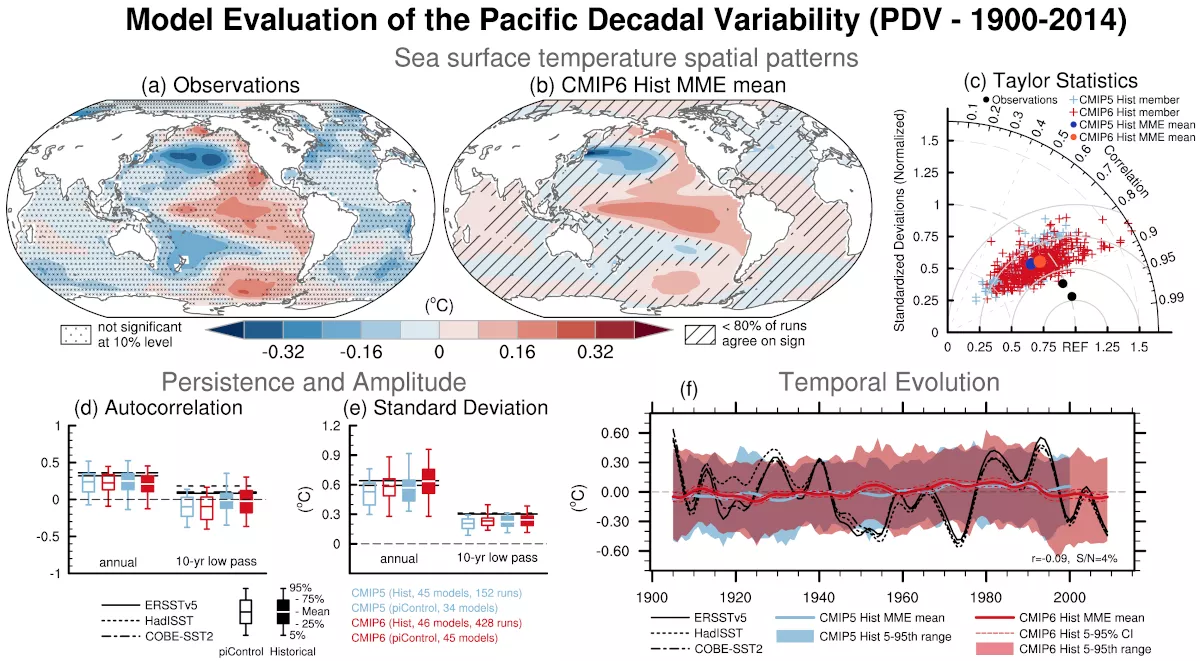 Model Evaluation of the Pacific Decadal Variability (PDV - 1900-2014)
Sea surface temperature spatial patterns
(a) Observations
(b) CMIP6 Hist MME mean
(c) Taylor Statistics
Observations
CMIP5 Hist member
CMIP6 Hist member
CMIP5 Hist MME mean
CMIP6 Hist MME mean
0.1
0.2
0.3
0.4
0.5
0.6
0.7
0.8
0.9
0.95
0.99
Correlation
Standardized Deviations (Normalized)
1.5
1.25
1
0.75
0.5
0.25
0
0 0.25 0.5 0.75 REF 1.25 1.5
(°C)
not significant
at 10% level
-0.32 -0.16 0 0.16 0.32
< 80% of runs
agree on sign
Persistence and Amplitude
(d) Autocorrelation
1
0.5
0
-0.5
-1
annual
10-yr low pass
(e) Standard Deviation
(°C)
1.2
0.9
0.6
0.3
0
annual
10-yr low pass
ERSSTv5
HadISST
COBE-SST2
95%
- 75%
- Mean
- 25%
5%
piControl
Historical
CMIP5 (Hist, 45 models, 152 runs)
CMIP5 (piControl, 34 models)
CMIP6 (Hist, 46 models, 428 runs)
CMIP6 (piControl, 45 models)
Temporal Evolution
(f)
(°C)
0.60
0.30
0.00
-0.30
-0.60
r=-0.09, S/N=4%
1900 1920 1940 1960 1980 2000
ERSSTv5
HadISST
COBE-SST2
CMIP5 Hist MME mean
CMIP5 Hist 5-95th range
CMIP6 Hist MME mean
CMIP6 Hist 5-95% CI
CMIP6 Hist 5-95th range